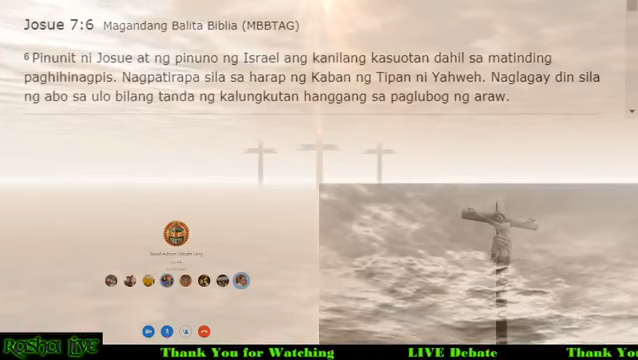 Josue 7:6 Magandang Balita Biblia (MBBTAG)
6 Pinunit ni Josue at ng pinuno ng Israel ang kanilang kasuotan dahil sa matinding
paghihinagpis. Nagpatirapa sila sa harap ng Kaban ng Tipan ni Yahweh. Naglagay din sila
ng abo sa ulo bilang tanda ng kalungkutan hanggang sa paglubog ng araw.
Rosha LIVE
Thank You for Watching LIVE Debate Thank Yo